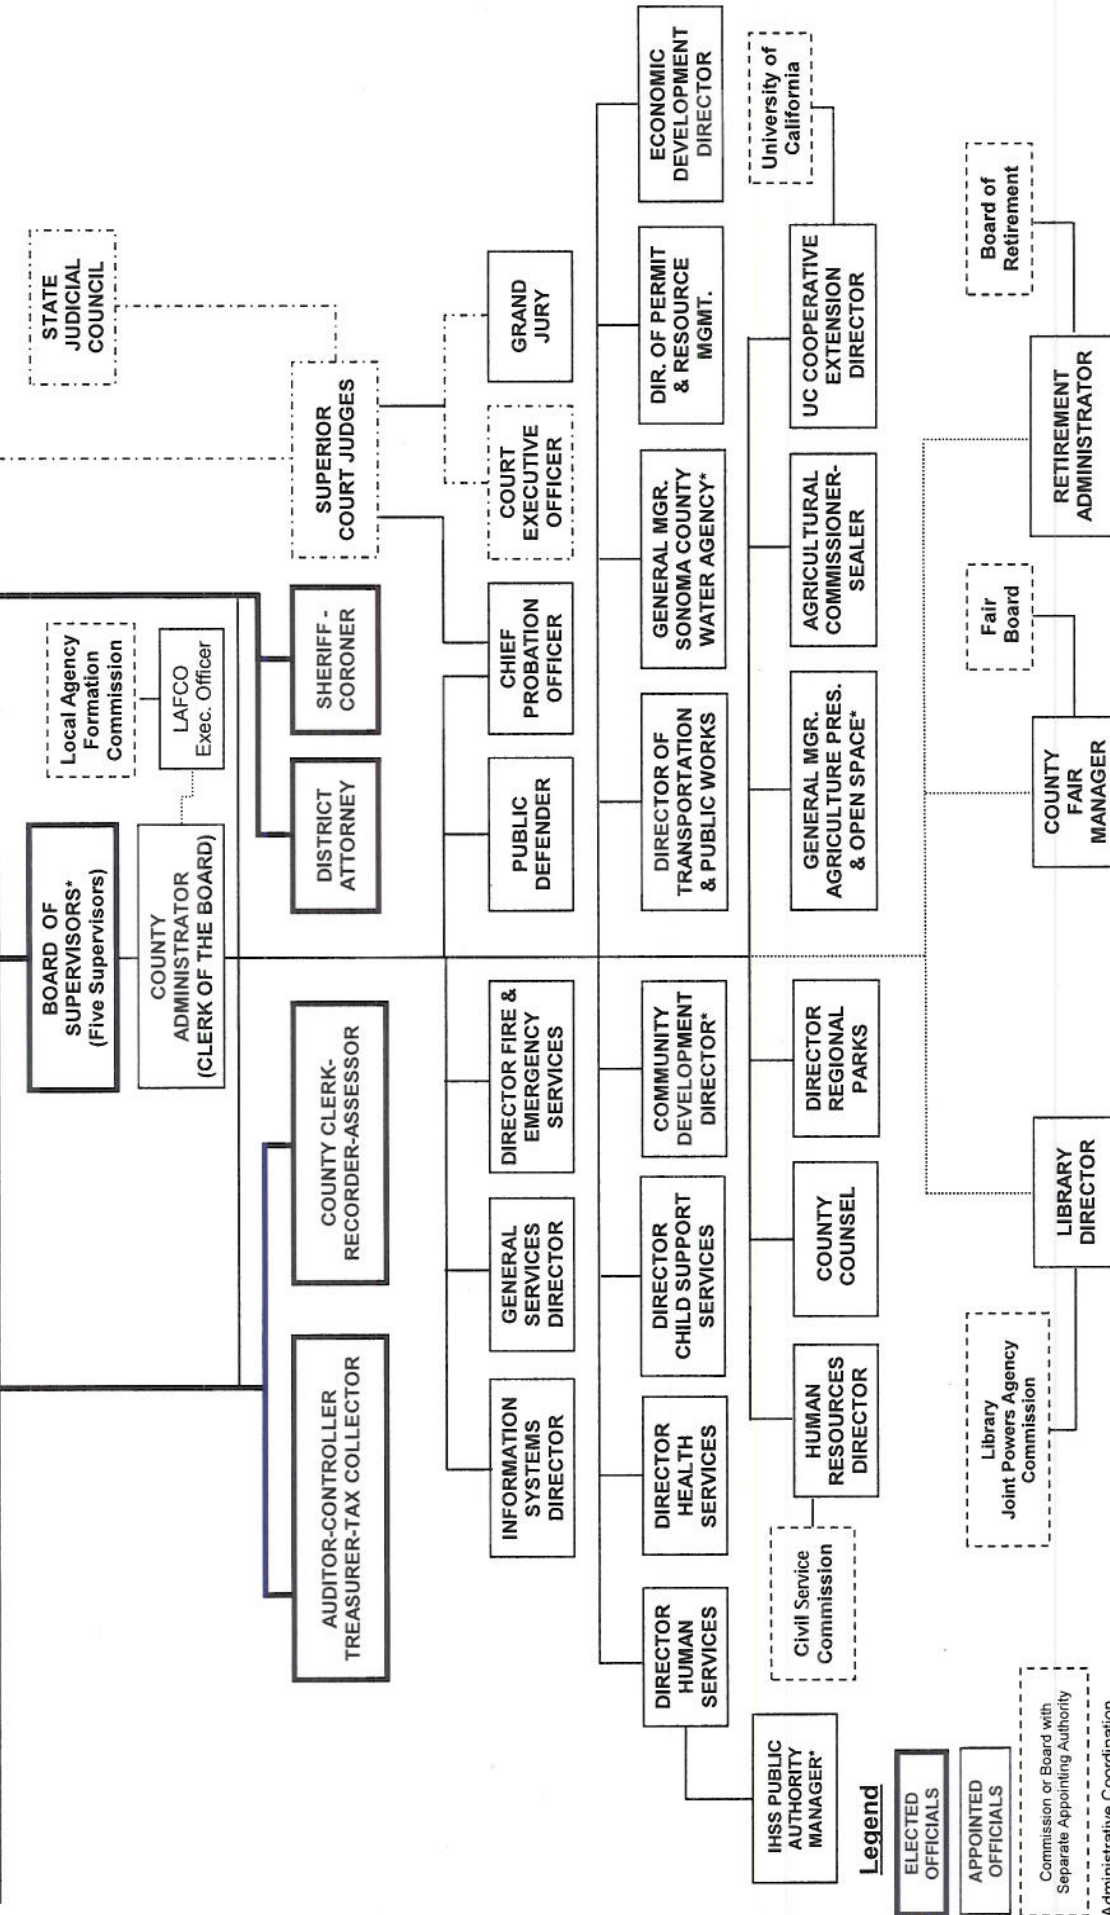 BOARD OF
SUPERVISORS*
(Five Supervisors)
COUNTY
ADMINISTRATOR
(CLERK OF THE BOARD)
Local Agency
Formation
Commission
LAFCO
Exec. Officer
STATE
JUDICIAL
COUNCIL
AUDITOR-CONTROLLER
TREASURER-TAX COLLECTOR
COUNTY CLERK-
RECORDER-ASSESSOR
DISTRICT
ATTORNEY
SHERIFF -
CORONER
SUPERIOR
COURT JUDGES
INFORMATION
SYSTEMS
DIRECTOR
GENERAL
SERVICES
DIRECTOR
DIRECTOR FIRE &
EMERGENCY
SERVICES
PUBLIC
DEFENDER
CHIEF
PROBATION
OFFICER
COURT
EXECUTIVE
OFFICER
GRAND
JURY
DIRECTOR
HUMAN
SERVICES
DIRECTOR
HEALTH
SERVICES
DIRECTOR
CHILD SUPPORT
SERVICES
COMMUNITY
DEVELOPMENT
DIRECTOR*
DIRECTOR OF
TRANSPORTATION
& PUBLIC WORKS
GENERAL MGR.
SONOMA COUNTY
WATER AGENCY*
DIR. OF PERMIT
& RESOURCE
MGMT.
ECONOMIC
DEVELOPMENT
DIRECTOR
IHSS PUBLIC
AUTHORITY
MANAGER*
Civil Service
Commission
HUMAN
RESOURCES
DIRECTOR
COUNTY
COUNSEL
DIRECTOR
REGIONAL
PARKS
GENERAL MGR.
AGRICULTURE PRES.
& OPEN SPACE*
AGRICULTURAL
COMMISSIONER-
SEALER
UC COOPERATIVE
EXTENSION
DIRECTOR
University of
California
Legend
ELECTED
OFFICIALS
APPOINTED
OFFICIALS
Commission or Board with
Separate Appointing Authority
Administrative Coordination
Library
Joint Powers Agency
Commission
LIBRARY
DIRECTOR
Fair
Board
COUNTY
FAIR
MANAGER
Board of
Retirement
RETIREMENT
ADMINISTRATOR